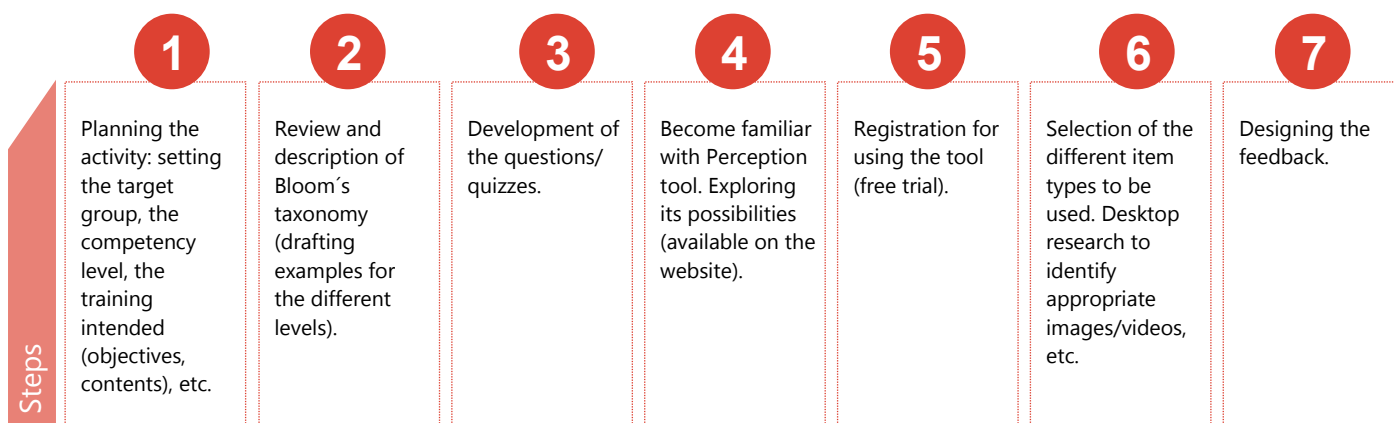 1
Planning the
activity: setting
the target
group, the
competency
level, the
training
intended
(objectives,
contents), etc.
2
Review and
description of
Bloom´s
taxonomy
(drafting
examples for
the different
levels).
3
Development of
the questions/
quizzes.
4
Become familiar
with Perception
tool. Exploring
its possibilities
(available on the
website).
5
Registration for
using the tool
(free trial).
6
Selection of the
different item
types to be
used. Desktop
research to
identify
appropriate
images/videos,
etc.
7
Designing the
feedback.
Steps